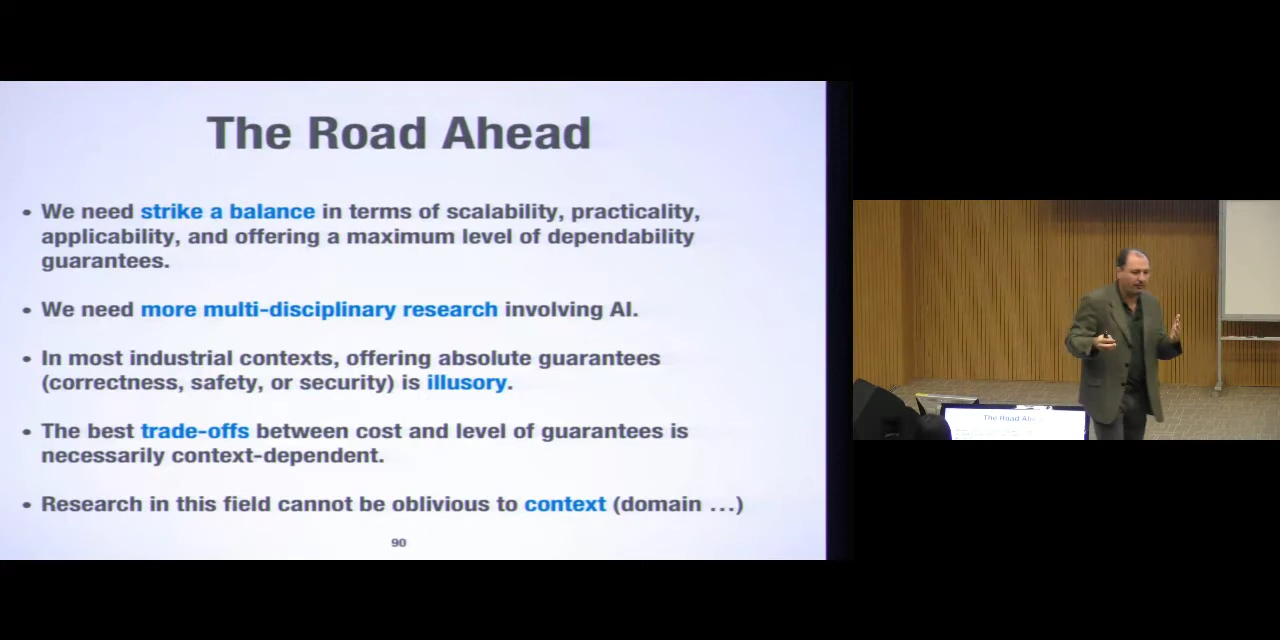 The Road Ahead
• We need strike a balance in terms of scalability, practicality,
applicability, and offering a maximum level of dependability
guarantees.
• We need more multi-disciplinary research involving AI.
• In most industrial contexts, offering absolute guarantees
(correctness, safety, or security) is illusory.
• The best trade-offs between cost and level of guarantees is
necessarily context-dependent.
• Research in this field cannot be oblivious to context (domain …)
90
The Road Ahead